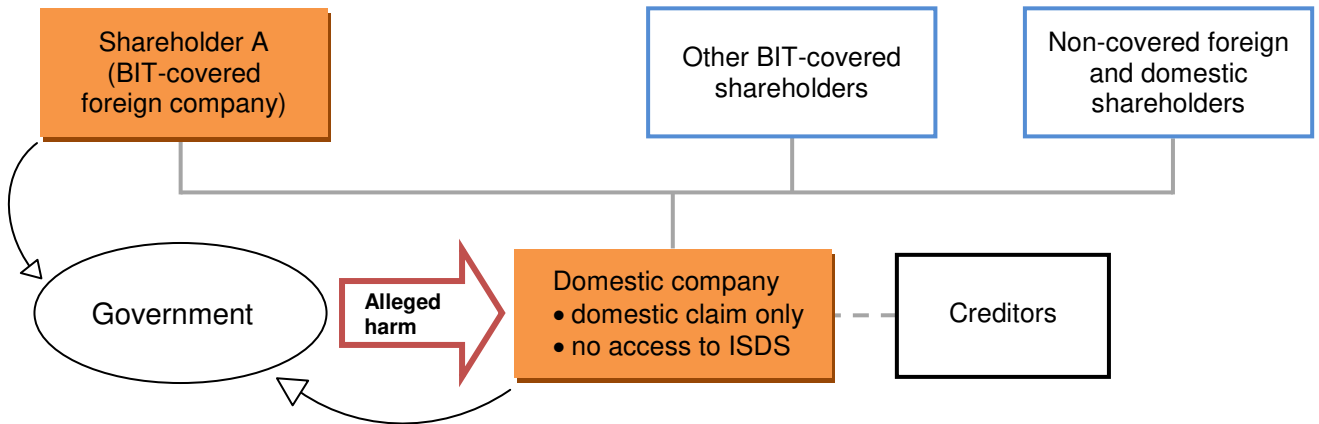 Shareholder A
(BIT-covered
foreign company)
Other BIT-covered
shareholders
Non-covered foreign
and domestic
shareholders
Government
Alleged
harm
Domestic company
• domestic claim only
• no access to ISDS
Creditors